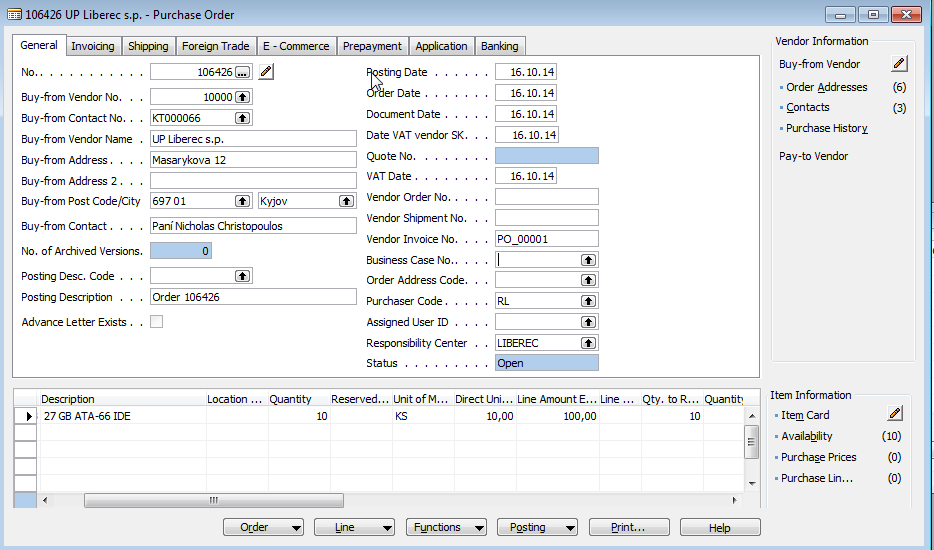 106426 UP Liberec s.p. - Purchase Order
General Invoicing Shipping Foreign Trade E - Commerce Prepayment Application Banking
No. . . . . . . . . . . 106426 ...
Buy-from Vendor No. . . . 10000
Buy-from Contact No. . . . KT000066
Buy-from Vendor Name . UP Liberec s.p.
Buy-from Address . . . . . Masarykova 12
Buy-from Address 2 . . . .
Buy-from Post Code/City 697 01 Kyjov
Buy-from Contact . . . . . Paní Nicholas Christopoulos
No. of Archived Versions. 0
Posting Desc. Code . . . .
Posting Description . . . Order 106426
Advance Letter Exists . .
Posting Date . . . . . . 16.10.14
Order Date . . . . . . . 16.10.14
Document Date . . . . . 16.10.14
Date VAT vendor SK. . . . 16.10.14
Quote No. . . . . . . .
VAT Date . . . . . . . 16.10.14
Vendor Order No. . . . .
Vendor Shipment No. . . .
Vendor Invoice No. . . . PO_00001
Business Case No. . . . .
Order Address Code. . . .
Purchaser Code . . . . . RL
Assigned User ID . . . .
Responsibility Center . . LIBEREC
Status . . . . . . . . . Open
Vendor Information
Buy-from Vendor
Order Addresses (6)
Contacts (3)
Purchase History
Pay-to Vendor
Description Location ... Quantity Reserved... Unit of M... Direct Uni... Line Amount E... Line ... Qty. to R... Quantity
27 GB ATA-66 IDE 10 KS 10,00 100,00 10
Item Information
Item Card
Availability (10)
Purchase Prices (0)
Purchase Lin... (0)
Order Line Functions Posting Print... Help